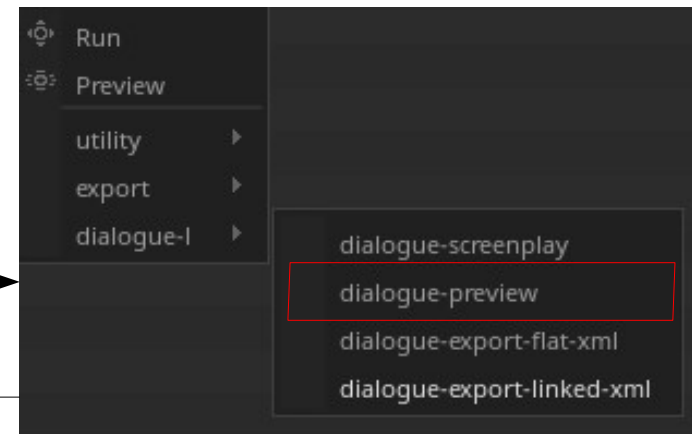 Run
Preview
utility
export
dialogue-l
dialogue-screenplay
dialogue-preview
dialogue-export-flat-xml
dialogue-export-linked-xml